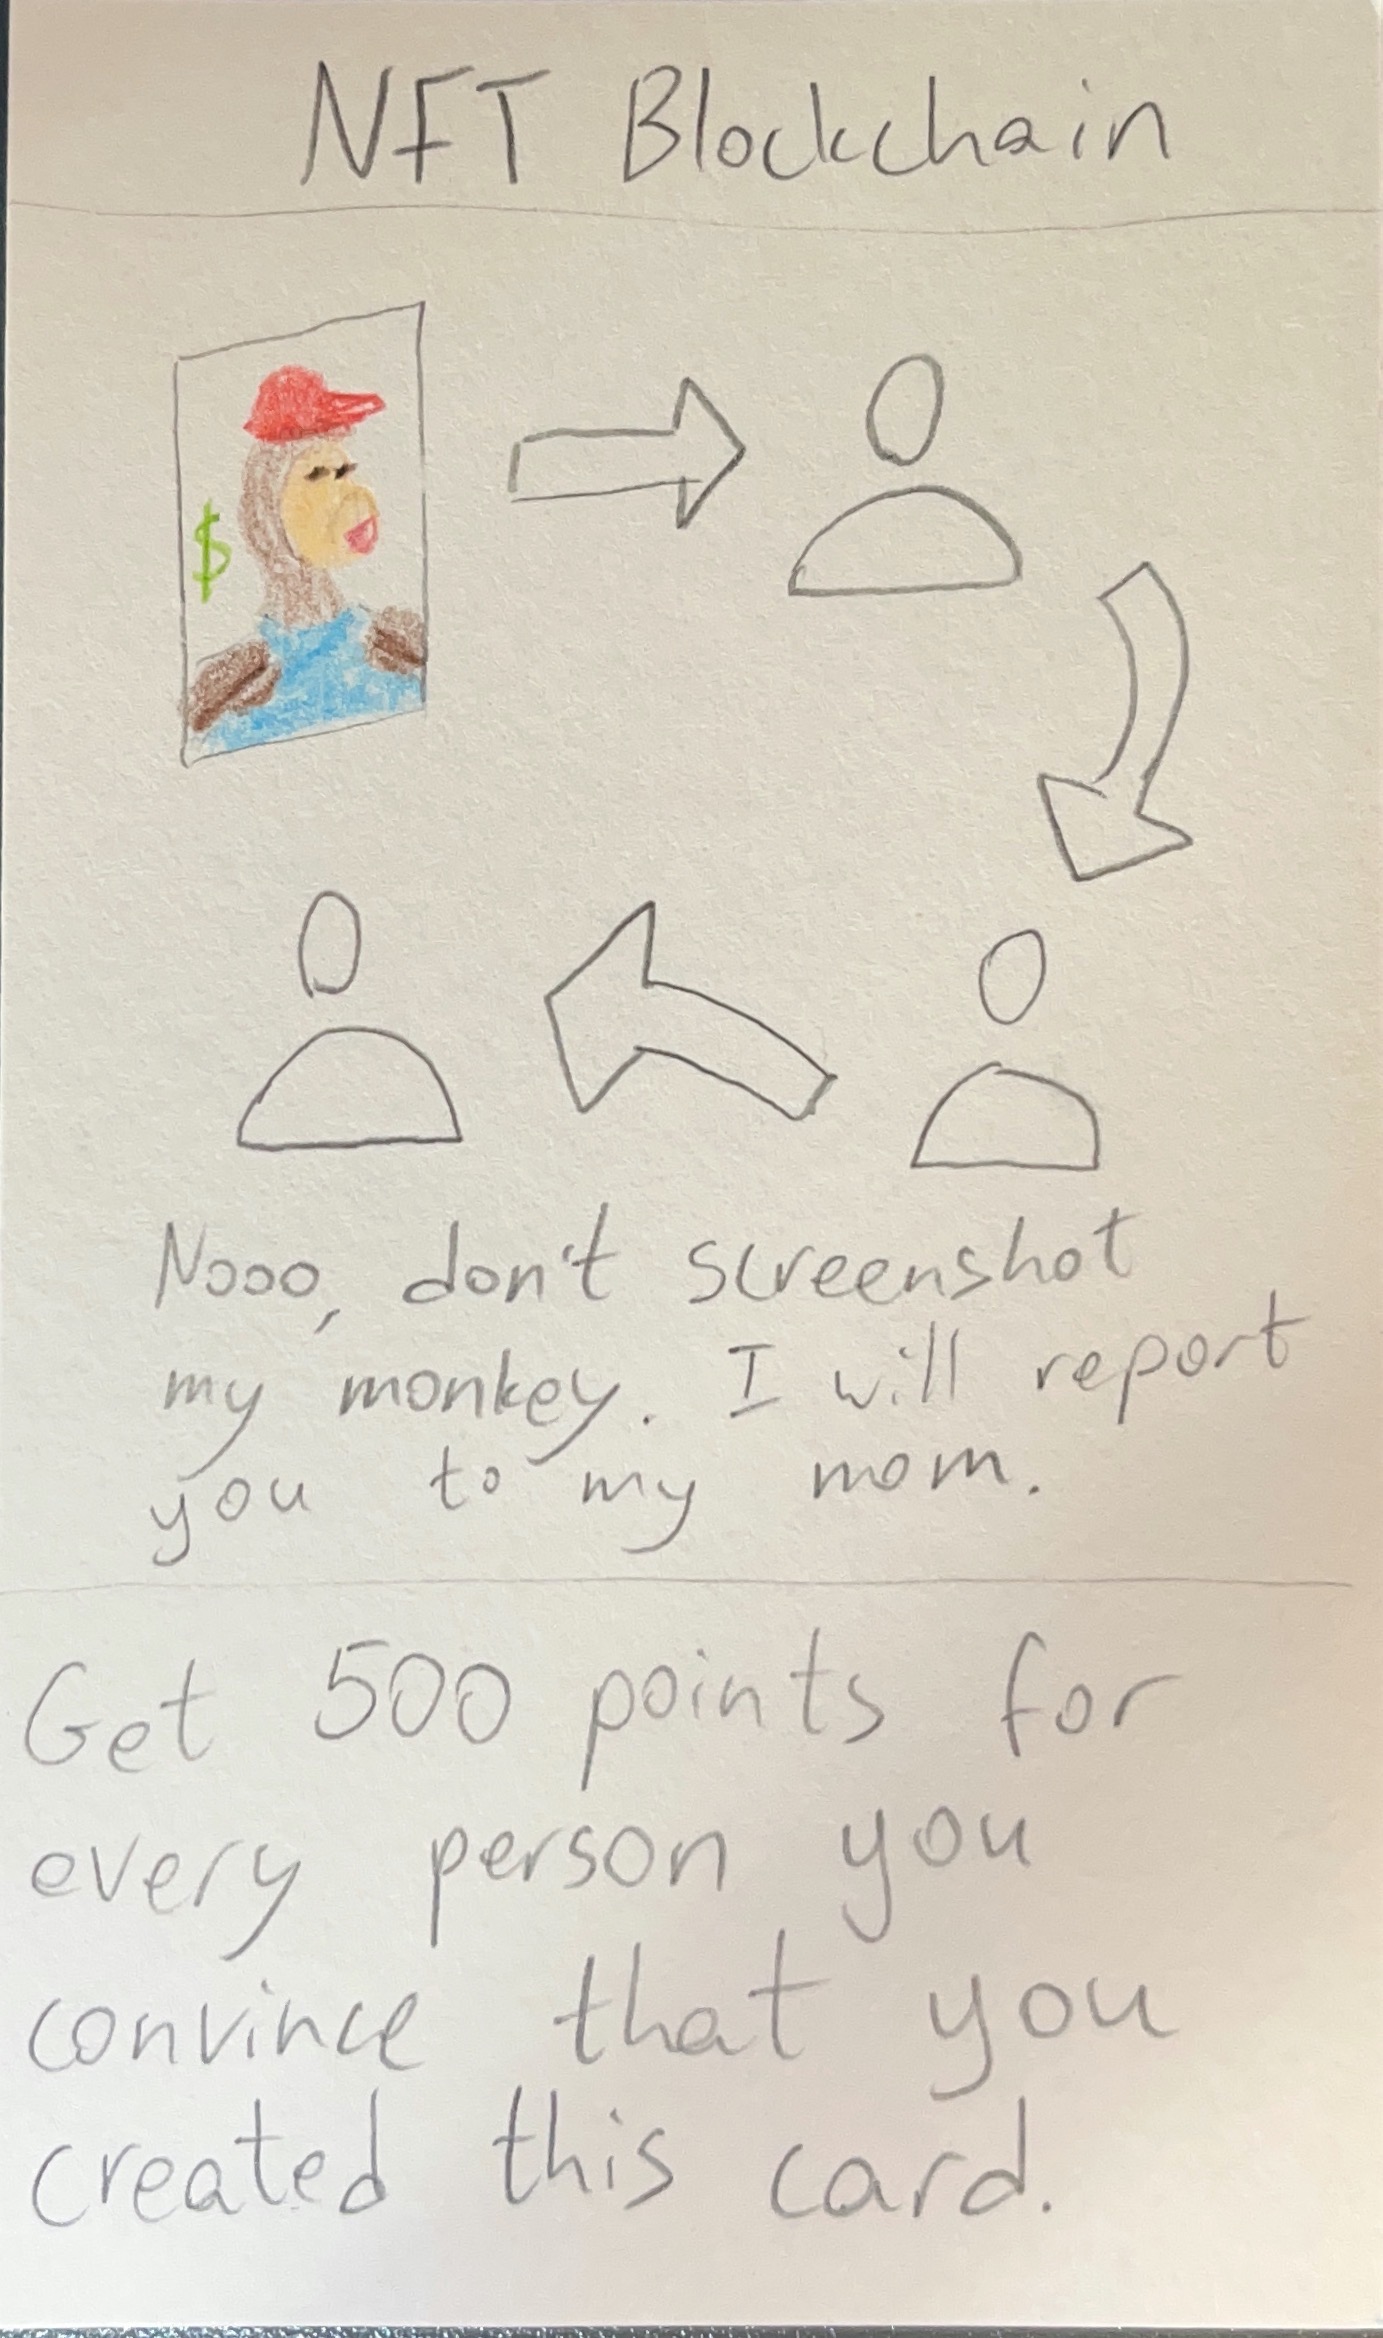 NFT Blockchain
$
Nooo, don't screenshot
my monkey. I will report
you to my mom.
Get 500 points for
every person you
convince that you
created this card.